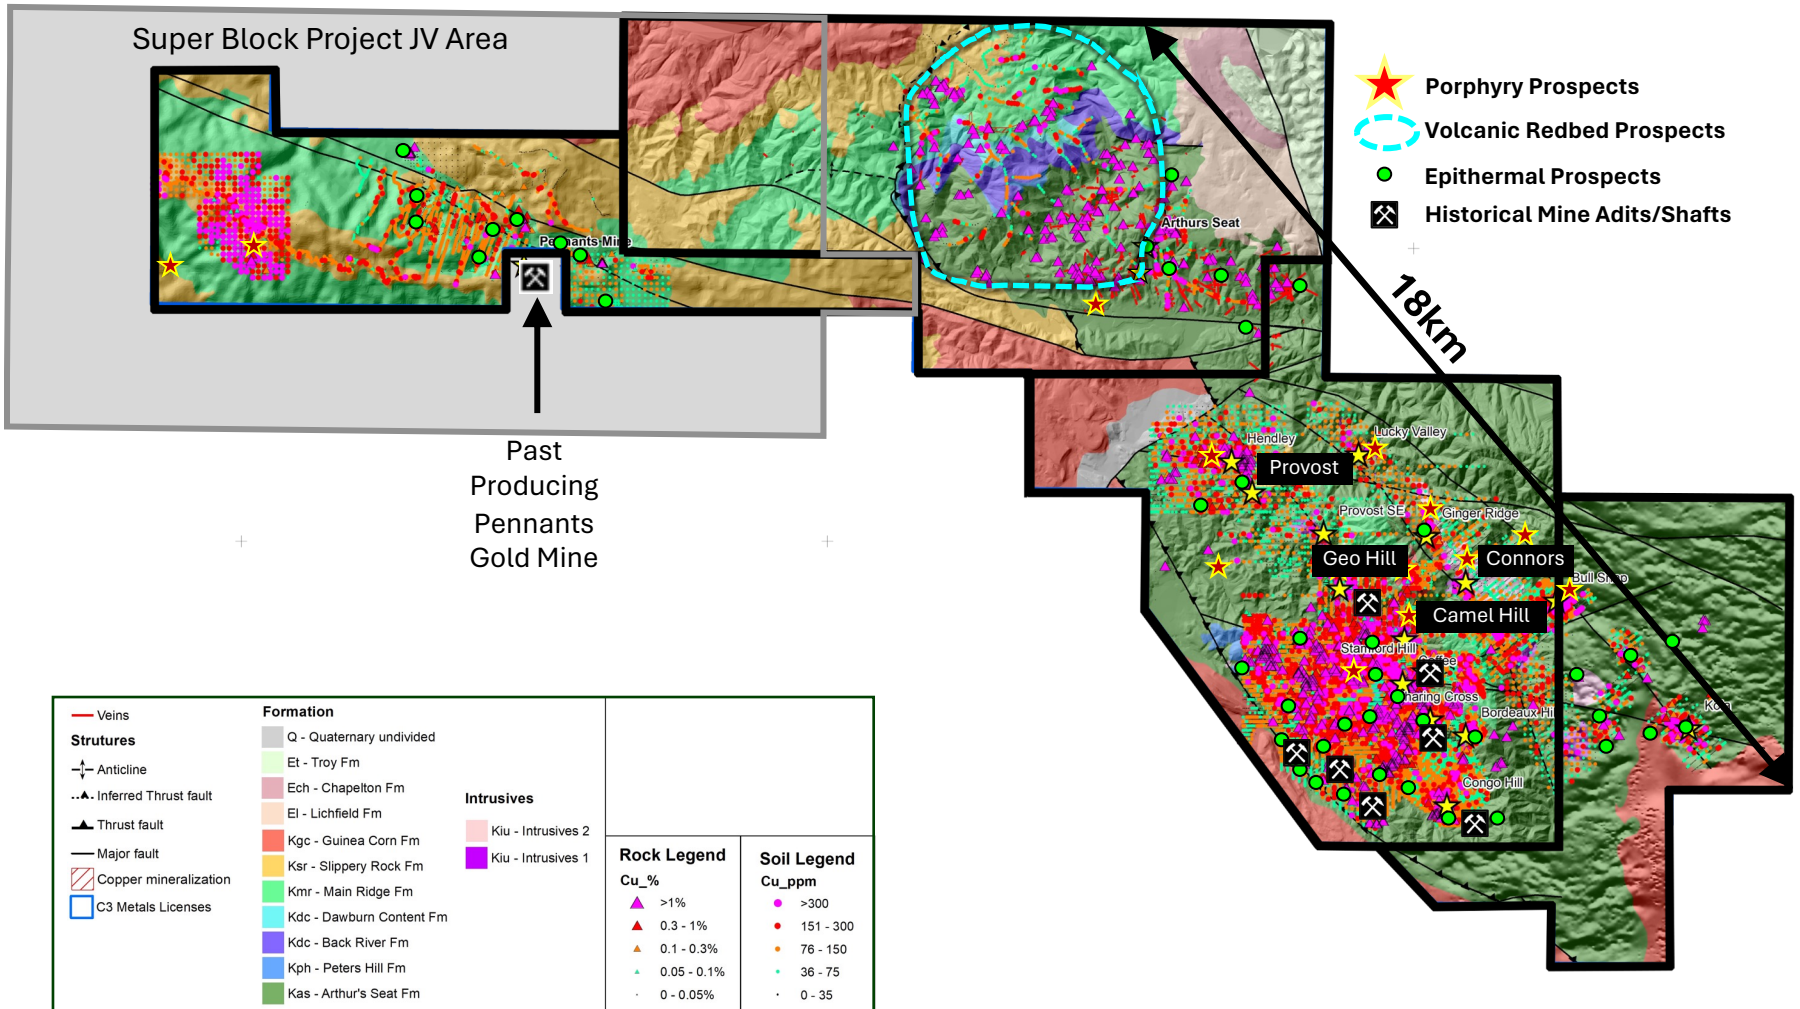 Super Block Project JV Area
Porphyry Prospects
Volcanic Redbed Prospects
Epithermal Prospects
Historical Mine Adits/Shafts
Pennants Mine
Arthurs Seat
18km
Past
Producing
Pennants
Gold Mine
Hendley
Lucky Valley
Provost
Provost SE
Ginger Ridge
Geo Hill
Connors
Bull
Camel Hill
Stamford Hill
Cross
Bordeaux
Congo Hill
Veins
Strutures
Anticline
Inferred Thrust fault
Thrust fault
Major fault
Copper mineralization
C3 Metals Licenses
Formation
Q - Quaternary undivided
Et - Troy Fm
Ech - Chapelton Fm
El - Lichfield Fm
Kgc - Guinea Corn Fm
Ksr - Slippery Rock Fm
Kmr - Main Ridge Fm
Kdc - Dawburn Content Fm
Kdc - Back River Fm
Kph - Peters Hill Fm
Kas - Arthur's Seat Fm
Intrusives
Kiu - Intrusives 2
Kiu - Intrusives 1
Rock Legend
Cu_%
>1%
0.3 - 1%
0.1 - 0.3%
0.05 - 0.1%
0 - 0.05%
Soil Legend
Cu_ppm
>300
151 - 300
76 - 150
36 - 75
0 - 35